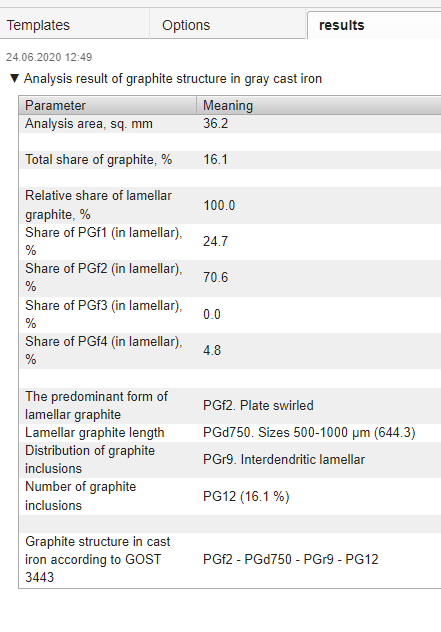 Templates Options results
24.06.2020 12:49
▼ Analysis result of graphite structure in gray cast iron
Parameter Meaning
Analysis area, sq. mm 36.2
Total share of graphite, % 16.1
Relative share of lamellar
graphite, % 100.0
Share of PGf1 (in lamellar),
% 24.7
Share of PGf2 (in lamellar),
% 70.6
Share of PGf3 (in lamellar),
% 0.0
Share of PGf4 (in lamellar),
% 4.8
The predominant form of
lamellar graphite PGf2. Plate swirled
Lamellar graphite length PGd750. Sizes 500-1000 µm (644.3)
Distribution of graphite
inclusions PGr9. Interdendritic lamellar
Number of graphite
inclusions PG12 (16.1 %)
Graphite structure in cast
iron according to GOST
3443 PGf2 - PGd750 - PGr9 - PG12